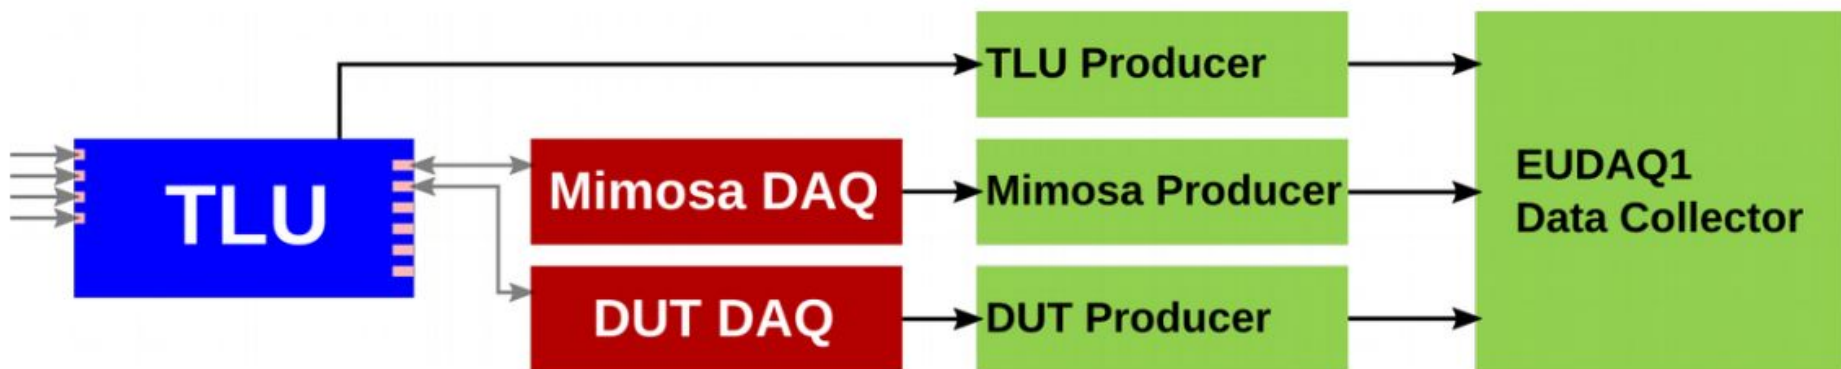 TLU Producer
TLU
Mimosa DAQ
Mimosa Producer
EUDAQ1
Data Collector
DUT DAQ
DUT Producer